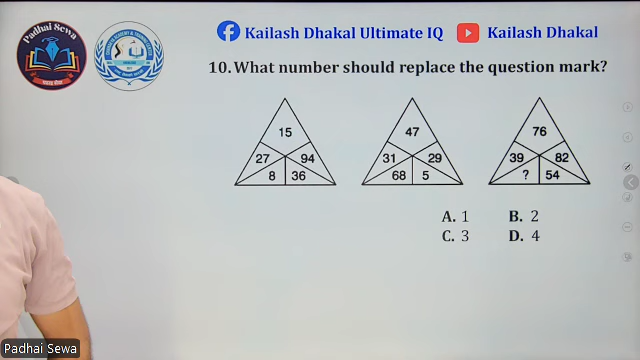 Padhai Sewa
Kailash Dhakal Ultimate IQ Kailash Dhakal
10. What number should replace the question mark?
15 47 76
27 94 31 29 39 82
8 36 68 5 ? 54
A. 1 B. 2
C. 3 D. 4
Padhai Sewa